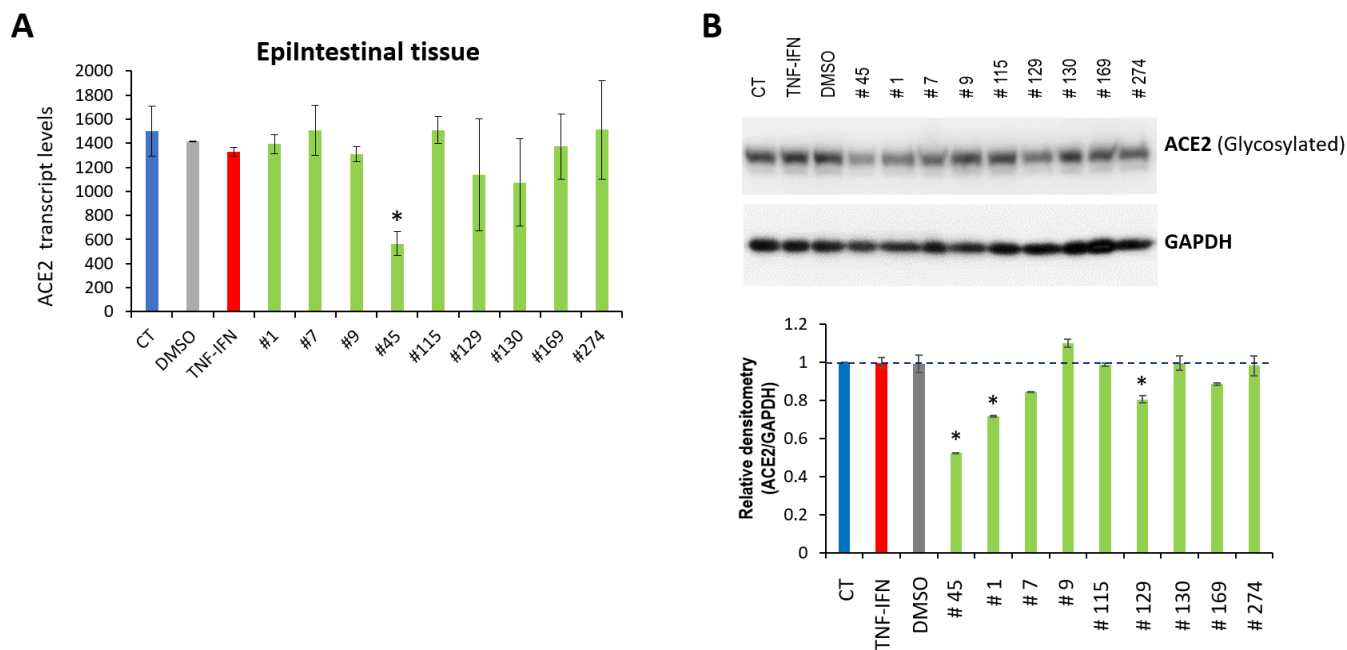 A
EpiIntestinal tissue
ACE2 transcript levels
2000
1800
1600
1400
1200
1000
800
600
400
200
0
*
CT
DMSO
TNF-IFN
#1
#7
#9
#45
#115
#129
#130
#169
#274
B
CT
TNF-IFN
DMSO
# 45
# 1
# 7
# 9
# 115
# 129
# 130
# 169
# 274
ACE2 (Glycosylated)
GAPDH
Relative densitometry
(ACE2/GAPDH)
1.2
1
0.8
0.6
0.4
0.2
0
*
*
*
CT
TNF-IFN
DMSO
# 45
# 1
# 7
# 9
# 115
# 129
# 130
# 169
# 274